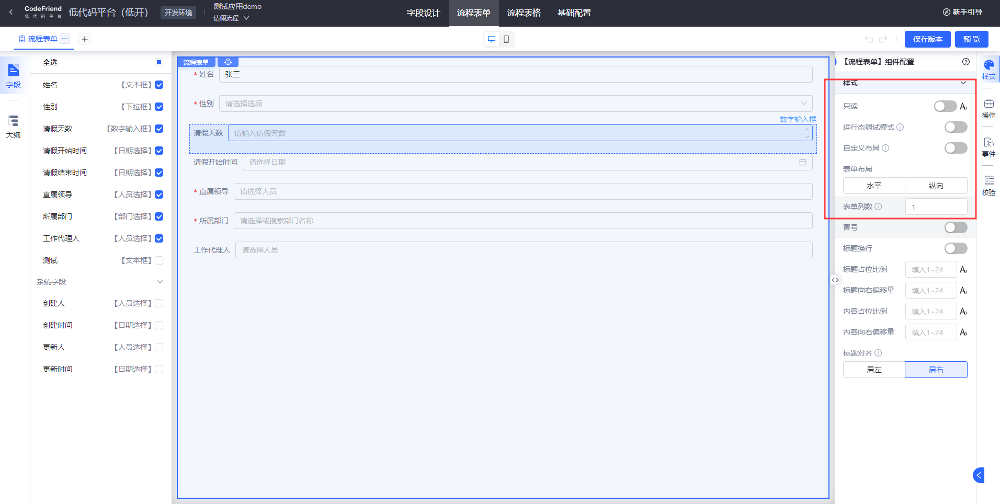 CodeFriend
低 代 码 平 台
低代码平台（低开）
开发环境
测试应用demo
请假流程
字段设计
流程表单
流程表格
基础配置
新手引导
流程表单
保存版本
预 览
字段
大纲
全选
姓名 【文本框】
性别 【下拉框】
请假天数 【数字输入框】
请假开始时间 【日期选择】
请假结束时间 【日期选择】
直属领导 【人员选择】
所属部门 【部门选择】
工作代理人 【人员选择】
测试 【文本框】
系统字段
创建人 【人员选择】
创建时间 【日期选择】
更新人 【人员选择】
更新时间 【日期选择】
流程表单
* 姓名 张三
* 性别 请选择选项
数字输入框
请假天数 请输入请假天数
请假开始时间 请选择日期
* 直属领导 请选择人员
* 所属部门 请选择或搜索部门名称
工作代理人 请选择人员
【流程表单】组件配置
样式
只读
运行态调试模式
自定义布局
表单布局
水平 纵向
表单列数 1
冒号
标题换行
标题占位比例 填入1~24
标题向右偏移量 填入1~24
内容占位比例 填入1~24
内容向右偏移量 填入1~24
标题对齐
居左 居右
样式
操作
事件
校验